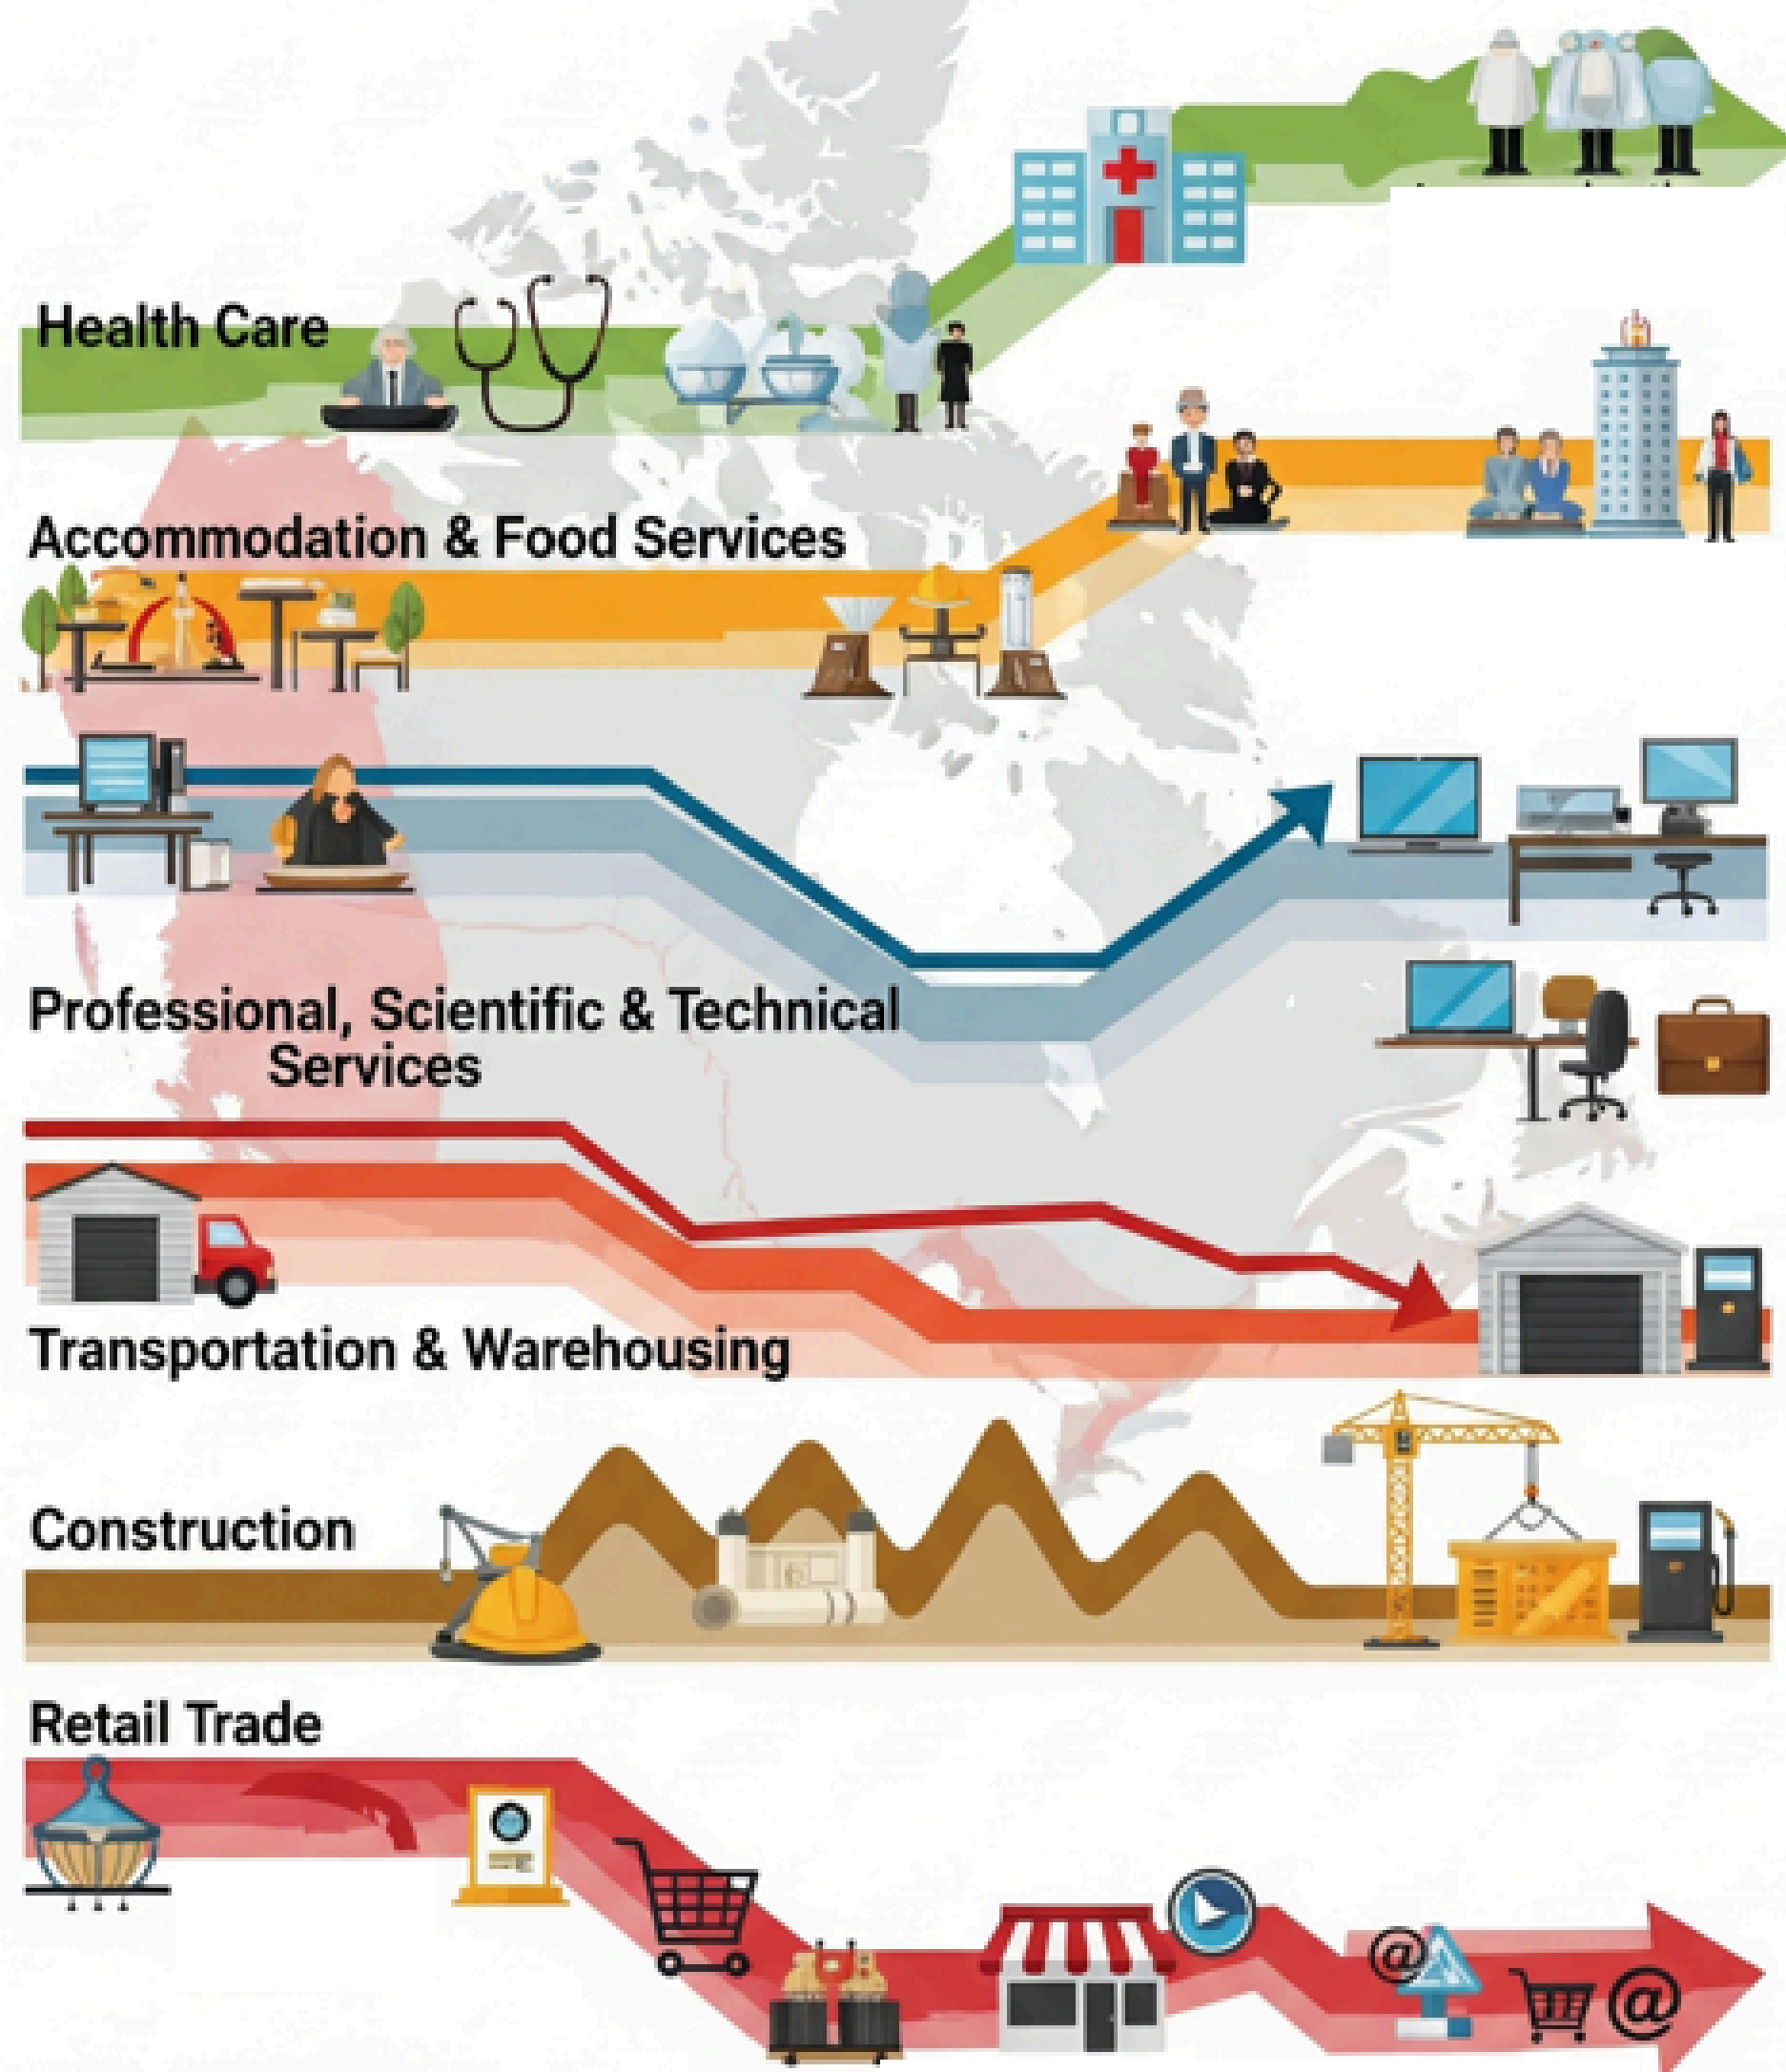 Health Care
Accommodation & Food Services
Professional, Scientific & Technical
Services
Transportation & Warehousing
Construction
Retail Trade
@
@